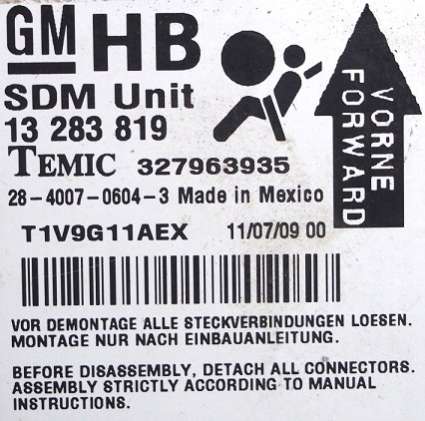 GM HB
SDM Unit
13 283 819
TEMIC 327963935
28-4007-0604-3 Made in Mexico
T1V9G11AEX 11/07/09 00
VORNE
FORWARD
VOR DEMONTAGE ALLE STECKVERBINDUNGEN LOESEN.
MONTAGE NUR NACH EINBAUANLEITUNG.
BEFORE DISASSEMBLY, DETACH ALL CONNECTORS.
ASSEMBLY STRICTLY ACCORDING TO MANUAL
INSTRUCTIONS.